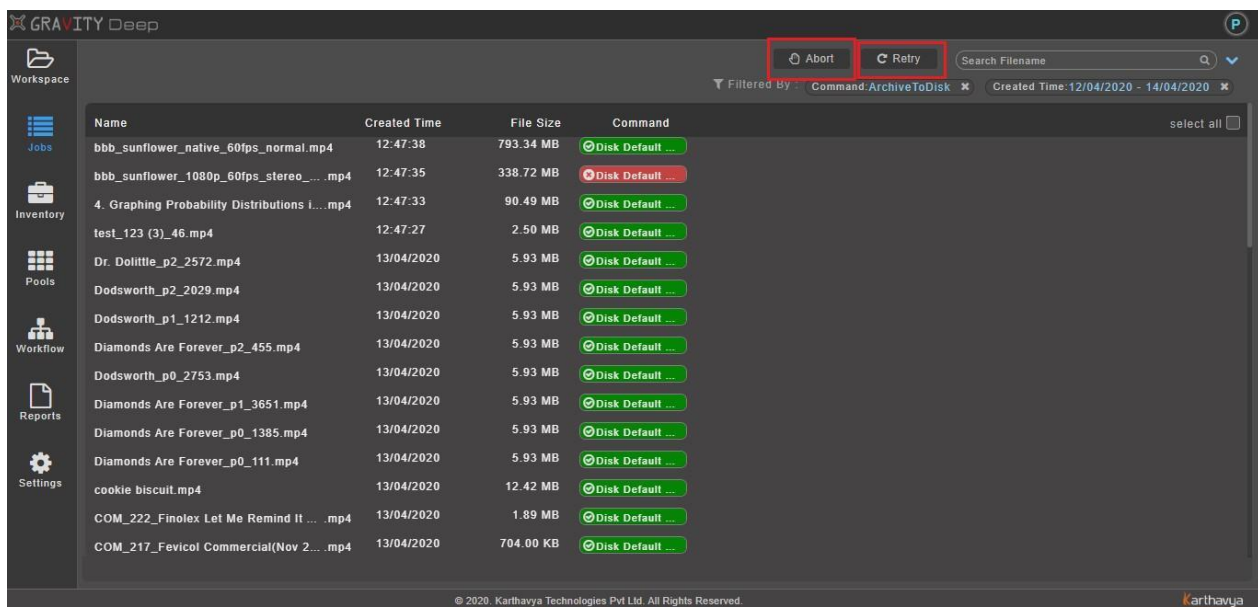 GRAVITY Deep
P
Workspace
Abort
Retry
Search Filename
Filtered By :
Command:ArchiveToDisk
Created Time:12/04/2020 - 14/04/2020
Jobs
Inventory
Pools
Workflow
Reports
Settings
Name Created Time File Size Command select all
bbb_sunflower_native_60fps_normal.mp4 12:47:38 793.34 MB Disk Default ...
bbb_sunflower_1080p_60fps_stereo_... .mp4 12:47:35 338.72 MB Disk Default ...
4. Graphing Probability Distributions i... .mp4 12:47:33 90.49 MB Disk Default ...
test_123 (3)_46.mp4 12:47:27 2.50 MB Disk Default ...
Dr. Dolittle_p2_2572.mp4 13/04/2020 5.93 MB Disk Default ...
Dodsworth_p2_2029.mp4 13/04/2020 5.93 MB Disk Default ...
Dodsworth_p1_1212.mp4 13/04/2020 5.93 MB Disk Default ...
Diamonds Are Forever_p2_455.mp4 13/04/2020 5.93 MB Disk Default ...
Dodsworth_p0_2753.mp4 13/04/2020 5.93 MB Disk Default ...
Diamonds Are Forever_p1_3651.mp4 13/04/2020 5.93 MB Disk Default ...
Diamonds Are Forever_p0_1385.mp4 13/04/2020 5.93 MB Disk Default ...
Diamonds Are Forever_p0_111.mp4 13/04/2020 5.93 MB Disk Default ...
cookie biscuit.mp4 13/04/2020 12.42 MB Disk Default ...
COM_222_Finolex Let Me Remind It ... .mp4 13/04/2020 1.89 MB Disk Default ...
COM_217_Fevicol Commercial(Nov 2... .mp4 13/04/2020 704.00 KB Disk Default ...
© 2020. Karthavya Technologies Pvt Ltd. All Rights Reserved.
Karthavya